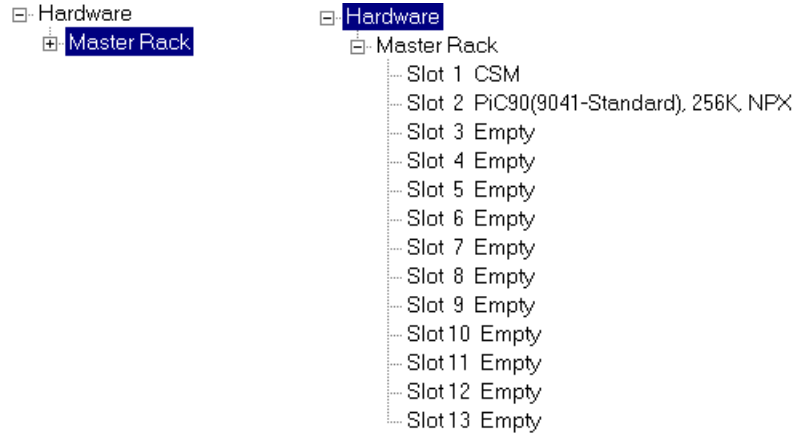 Hardware
Master Rack
Hardware
Master Rack
Slot 1 CSM
Slot 2 PiC90(9041-Standard), 256K, NPX
Slot 3 Empty
Slot 4 Empty
Slot 5 Empty
Slot 6 Empty
Slot 7 Empty
Slot 8 Empty
Slot 9 Empty
Slot10 Empty
Slot11 Empty
Slot12 Empty
Slot13 Empty